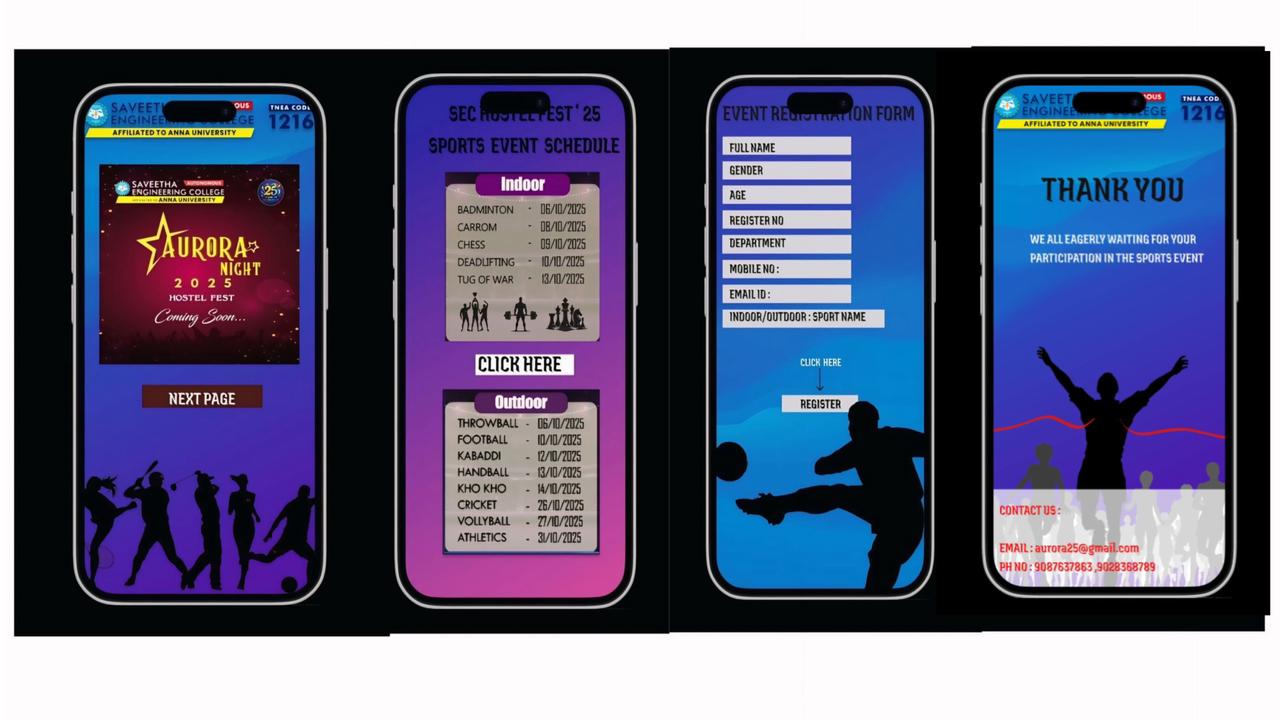 SAVEETHA OUS
ENGINEERING COLLEGE
AFFILIATED TO ANNA UNIVERSITY
TNEA CODE
1216
SAVEETHA AUTONOMOUS
ENGINEERING COLLEGE
AFFILIATED TO ANNA UNIVERSITY
25
AURORA
NIGHT
2025
HOSTEL FEST
Coming Soon...
NEXT PAGE
SEC HOSTEL FEST ' 25
SPORTS EVENT SCHEDULE
Indoor
BADMINTON - 06/10/2025
CARROM - 08/10/2025
CHESS - 09/10/2025
DEADLIFTING - 10/10/2025
TUG OF WAR - 13/10/2025
CLICK HERE
Outdoor
THROWBALL - 06/10/2025
FOOTBALL - 10/10/2025
KABADDI - 12/10/2025
HANDBALL - 13/10/2025
KHO KHO - 14/10/2025
CRICKET - 26/10/2025
VOLLYBALL - 27/10/2025
ATHLETICS - 31/10/2025
EVENT REGISTRATION FORM
FULL NAME
GENDER
AGE
REGISTER NO
DEPARTMENT
MOBILE NO :
EMAIL ID :
INDOOR/OUTDOOR : SPORT NAME
CLICK HERE
REGISTER
SAVEETHA OUS
ENGINEERING COLLEGE
AFFILIATED TO ANNA UNIVERSITY
TNEA CODE
1216
THANK YOU
WE ALL EAGERLY WAITING FOR YOUR
PARTICIPATION IN THE SPORTS EVENT
CONTACT US :
EMAIL : aurora25@gmail.com
PH NO : 9087637863 ,9028368789